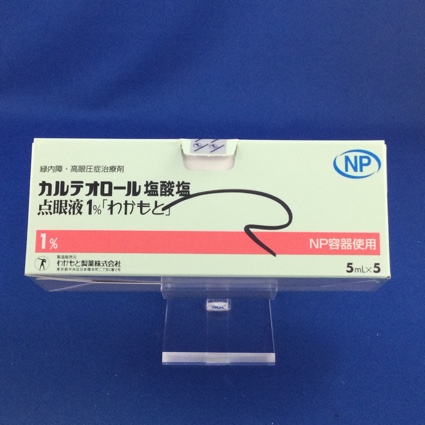 緑内障・高眼圧症治療剤
NP
カルテオロール塩酸塩
点眼液1%「わかもと」
1%
NP容器使用
製造販売元
わかもと製薬株式会社
5mL×5